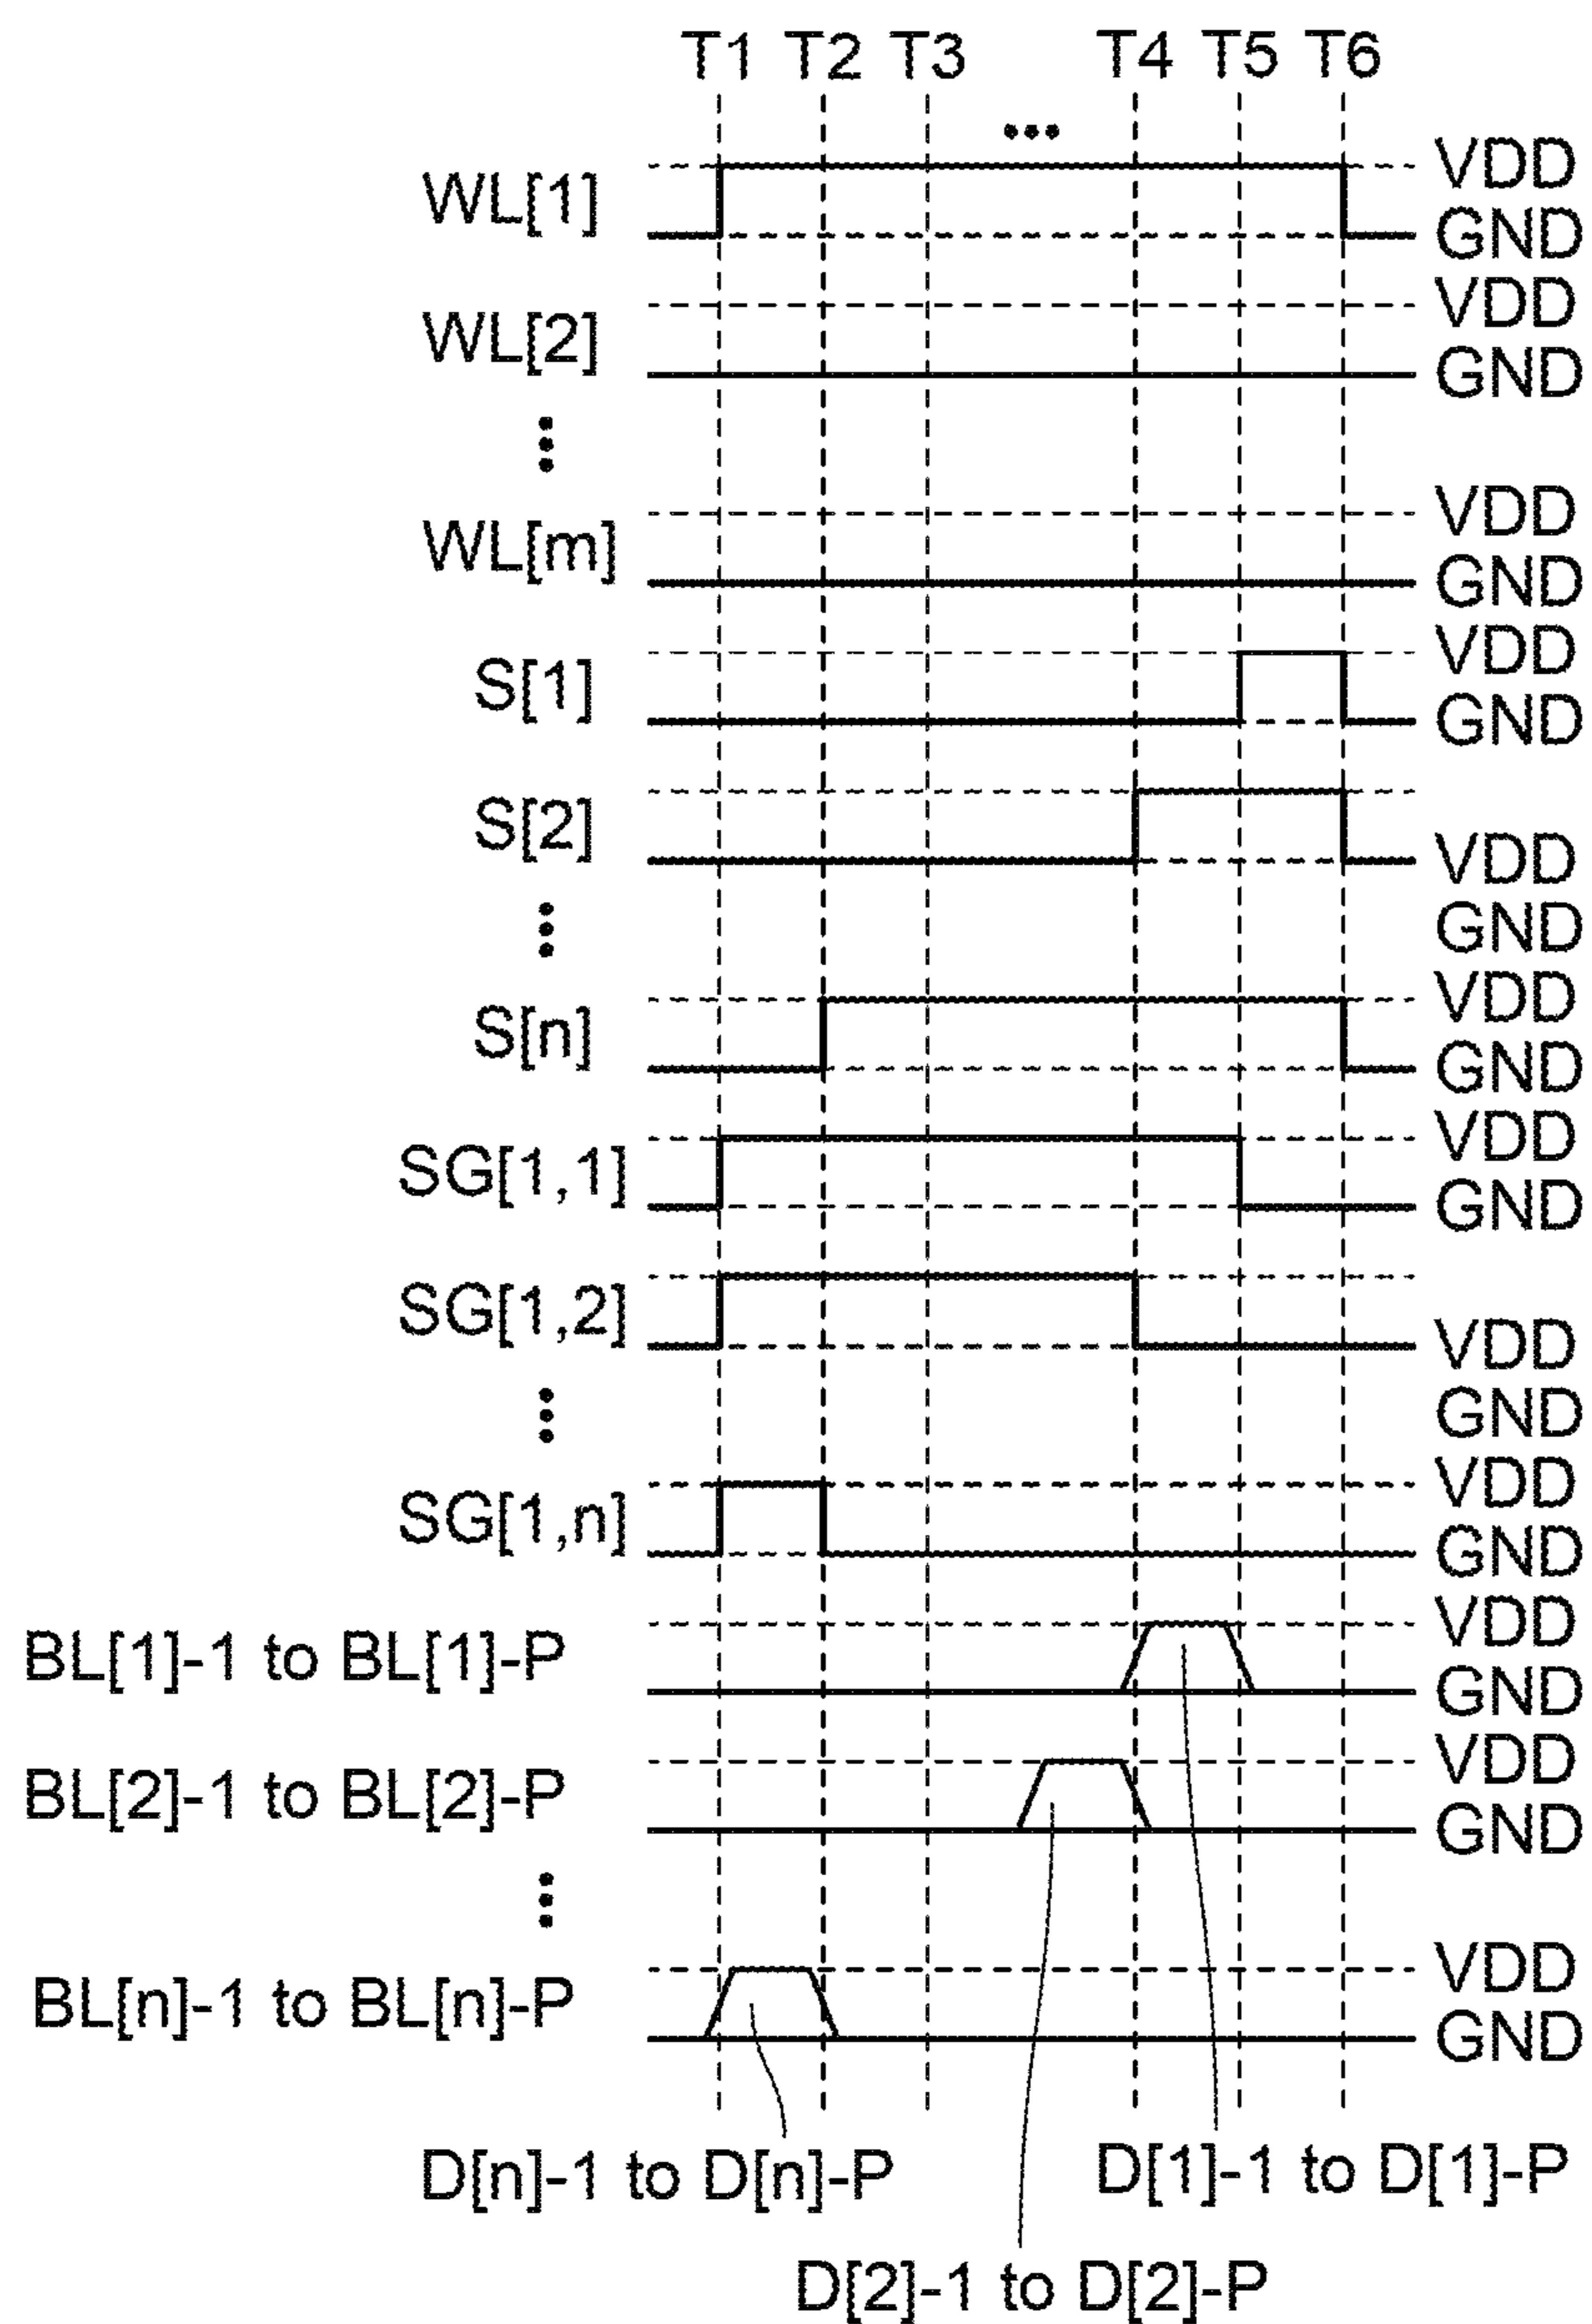 T1 T2 T3 T4 T5 T6
...
WL[1] VDD
GND
WL[2] VDD
GND
⋮
WL[m] VDD
GND
S[1] VDD
GND
S[2] VDD
GND
⋮
S[n] VDD
GND
SG[1,1] VDD
GND
SG[1,2] VDD
GND
⋮
SG[1,n] VDD
GND
BL[1]-1 to BL[1]-P VDD
GND
BL[2]-1 to BL[2]-P VDD
GND
⋮
BL[n]-1 to BL[n]-P VDD
GND
D[n]-1 to D[n]-P D[1]-1 to D[1]-P
D[2]-1 to D[2]-P